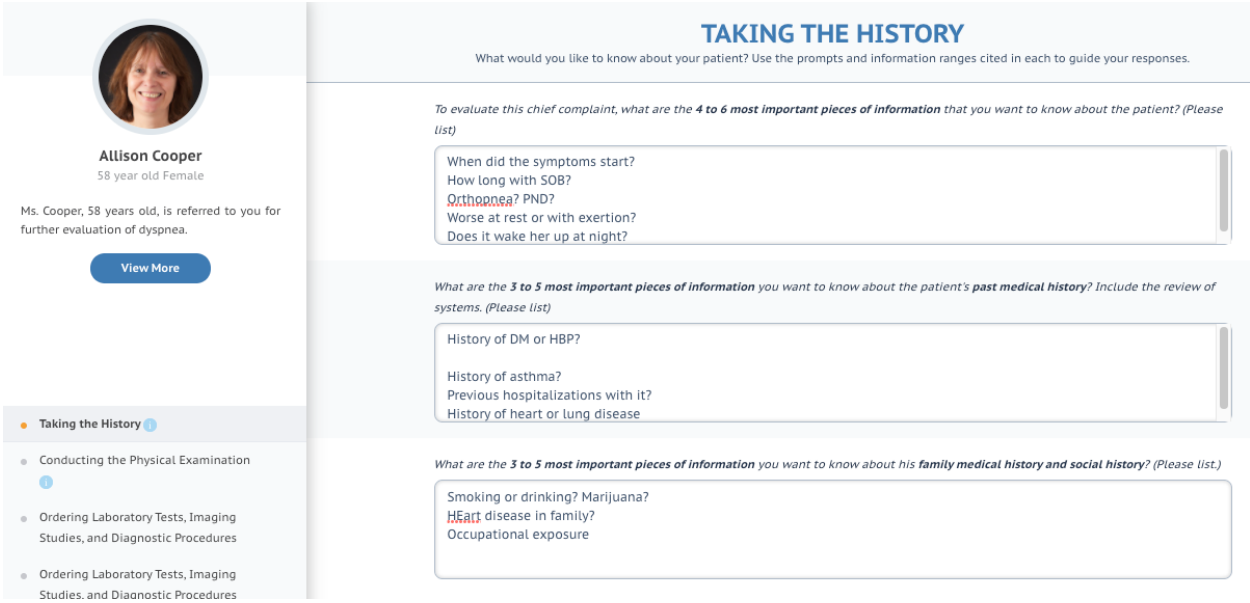 Allison Cooper
58 year old Female
Ms. Cooper, 58 years old, is referred to you for
further evaluation of dyspnea.
View More
Taking the History i
Conducting the Physical Examination
i
Ordering Laboratory Tests, Imaging
Studies, and Diagnostic Procedures
Ordering Laboratory Tests, Imaging
Studies, and Diagnostic Procedures
TAKING THE HISTORY
What would you like to know about your patient? Use the prompts and information ranges cited in each to guide your responses.
To evaluate this chief complaint, what are the 4 to 6 most important pieces of information that you want to know about the patient? (Please
list)
When did the symptoms start?
How long with SOB?
Orthopnea? PND?
Worse at rest or with exertion?
Does it wake her up at night?
What are the 3 to 5 most important pieces of information you want to know about the patient's past medical history? Include the review of
systems. (Please list)
History of DM or HBP?
History of asthma?
Previous hospitalizations with it?
History of heart or lung disease
What are the 3 to 5 most important pieces of information you want to know about his family medical history and social history? (Please list.)
Smoking or drinking? Marijuana?
HEart disease in family?
Occupational exposure